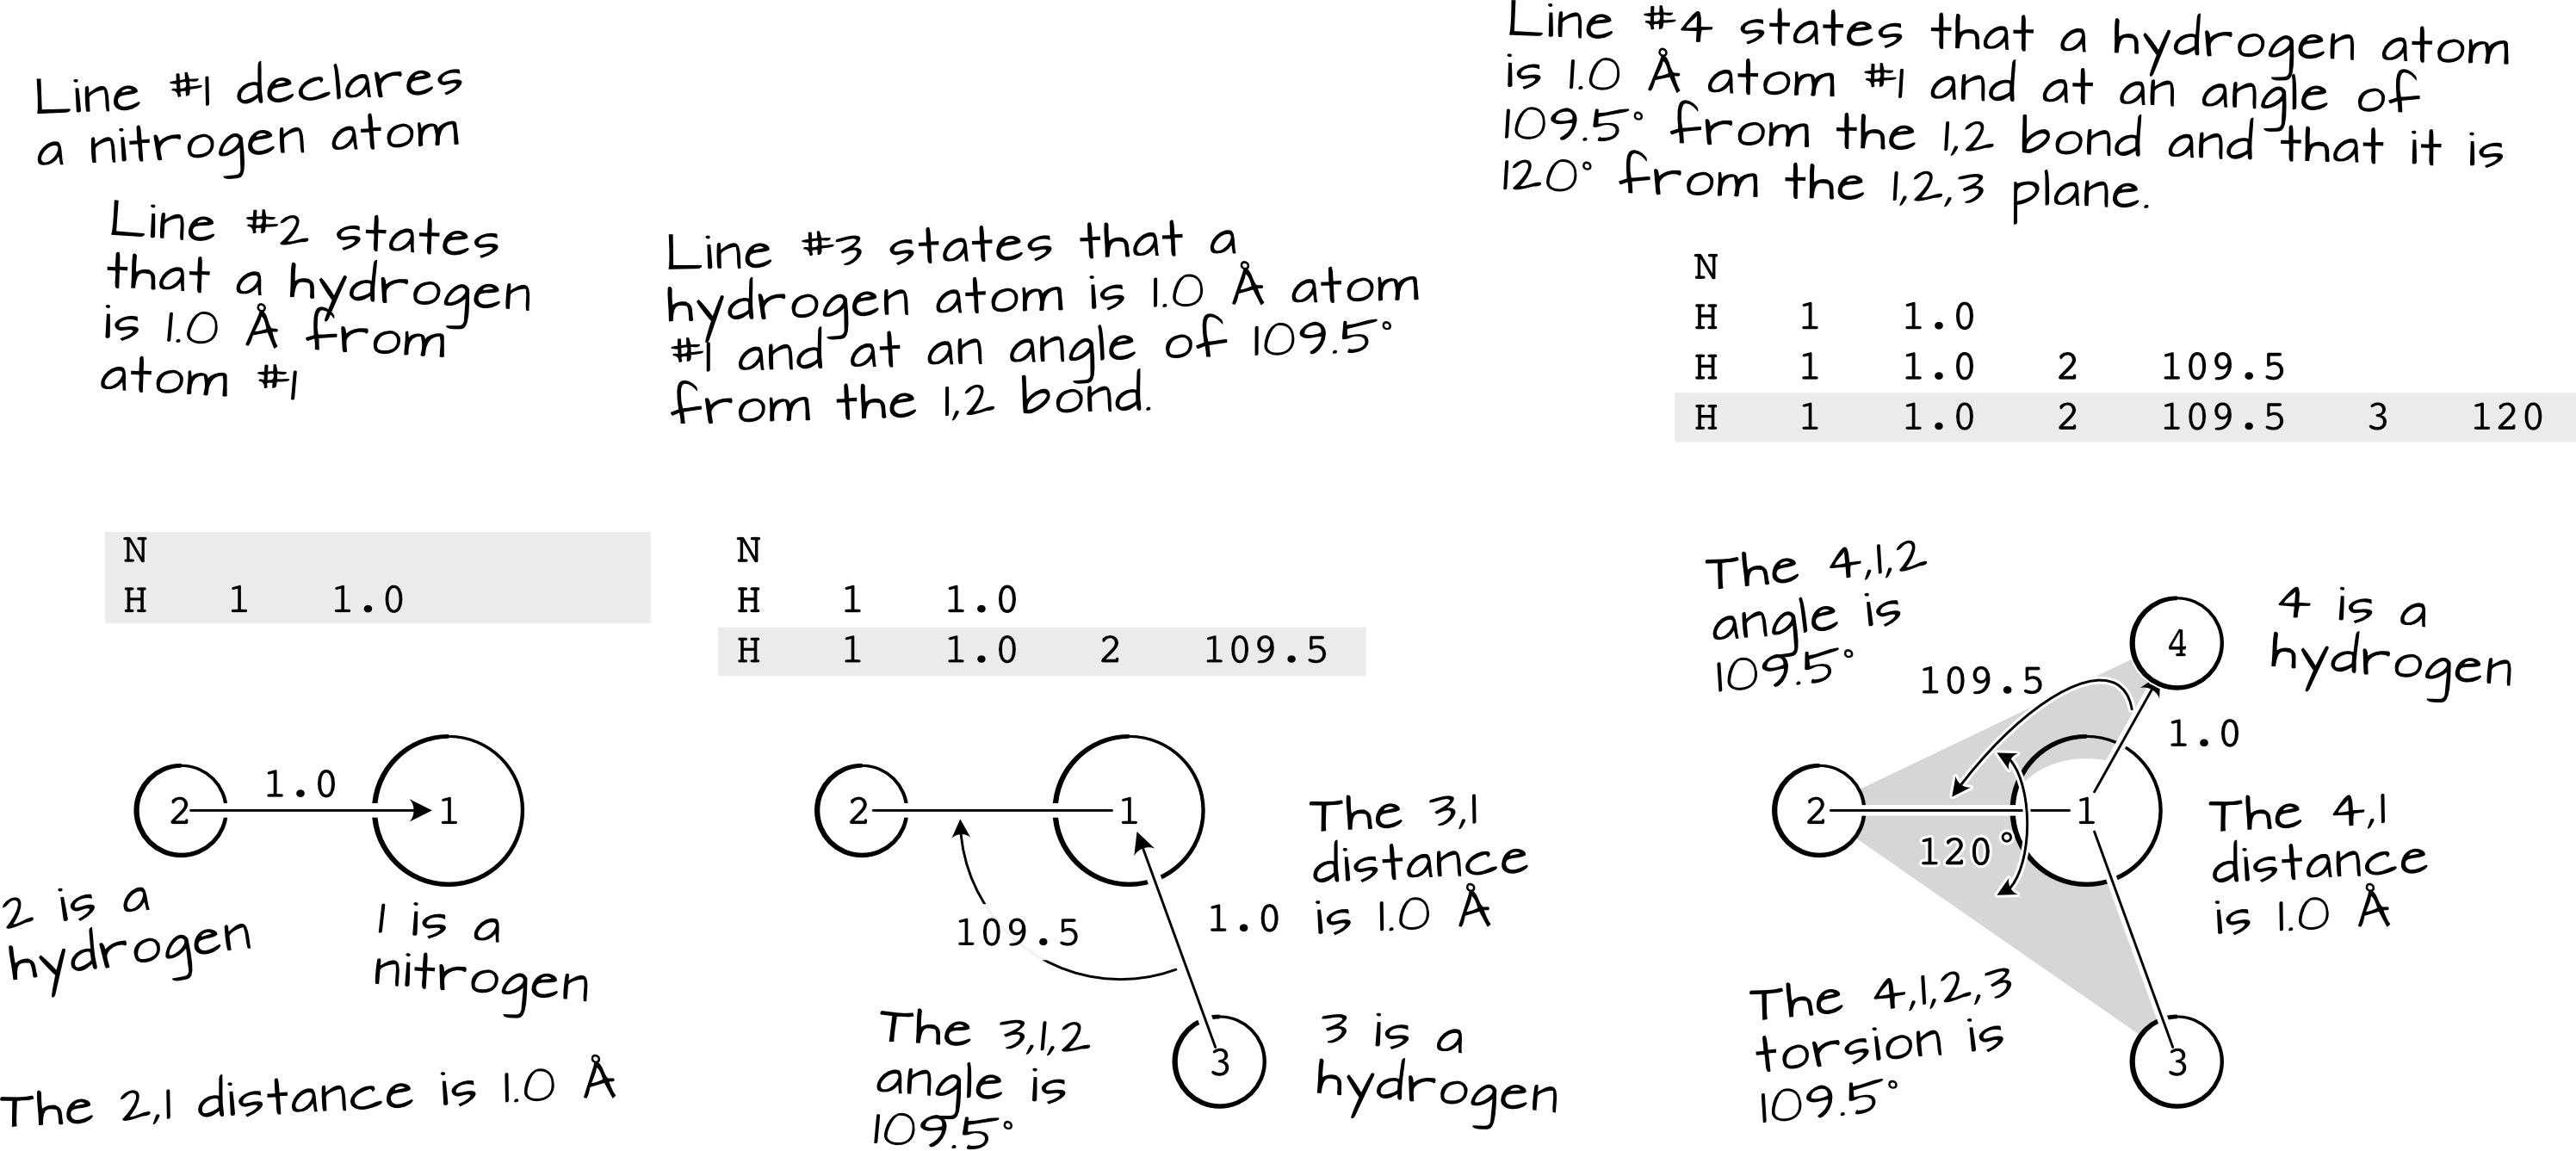 Line #1 declares
a nitrogen atom
Line #2 states
that a hydrogen
is 1.0 Å from
atom #1
N
H 1 1.0
2 1.0 1
2 is a
hydrogen
1 is a
nitrogen
The 2,1 distance is 1.0 Å
Line #3 states that a
hydrogen atom is 1.0 Å atom
#1 and at an angle of 109.5°
from the 1,2 bond.
N
H 1 1.0
H 1 1.0 2 109.5
2 1
109.5
1.0
3
The 3,1
distance
is 1.0 Å
The 3,1,2
angle is
109.5°
3 is a
hydrogen
Line #4 states that a hydrogen atom
is 1.0 Å atom #1 and at an angle of
109.5° from the 1,2 bond and that it is
120° from the 1,2,3 plane.
N
H 1 1.0
H 1 1.0 2 109.5
H 1 1.0 2 109.5 3 120
The 4,1,2
angle is
109.5°
4
4 is a
hydrogen
109.5
1.0
2 1
120°
3
The 4,1
distance
is 1.0 Å
The 4,1,2,3
torsion is
109.5°